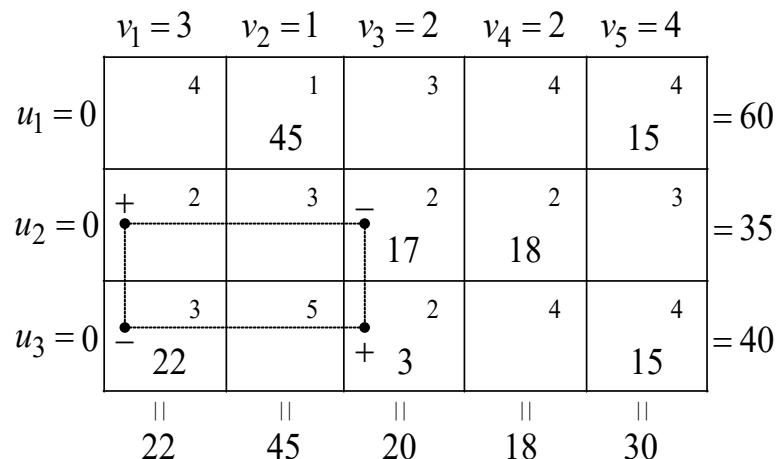 v₁ = 3 v₂ = 1 v₃ = 2 v₄ = 2 v₅ = 4
4 1 3 4 4
u₁ = 0 = 60
45 15
+ 2 3 − 2 2 3
u₂ = 0 = 35
17 18
3 5 2 4 4
u₃ = 0 = 40
− 22 + 3 15
= = = = =
22 45 20 18 30